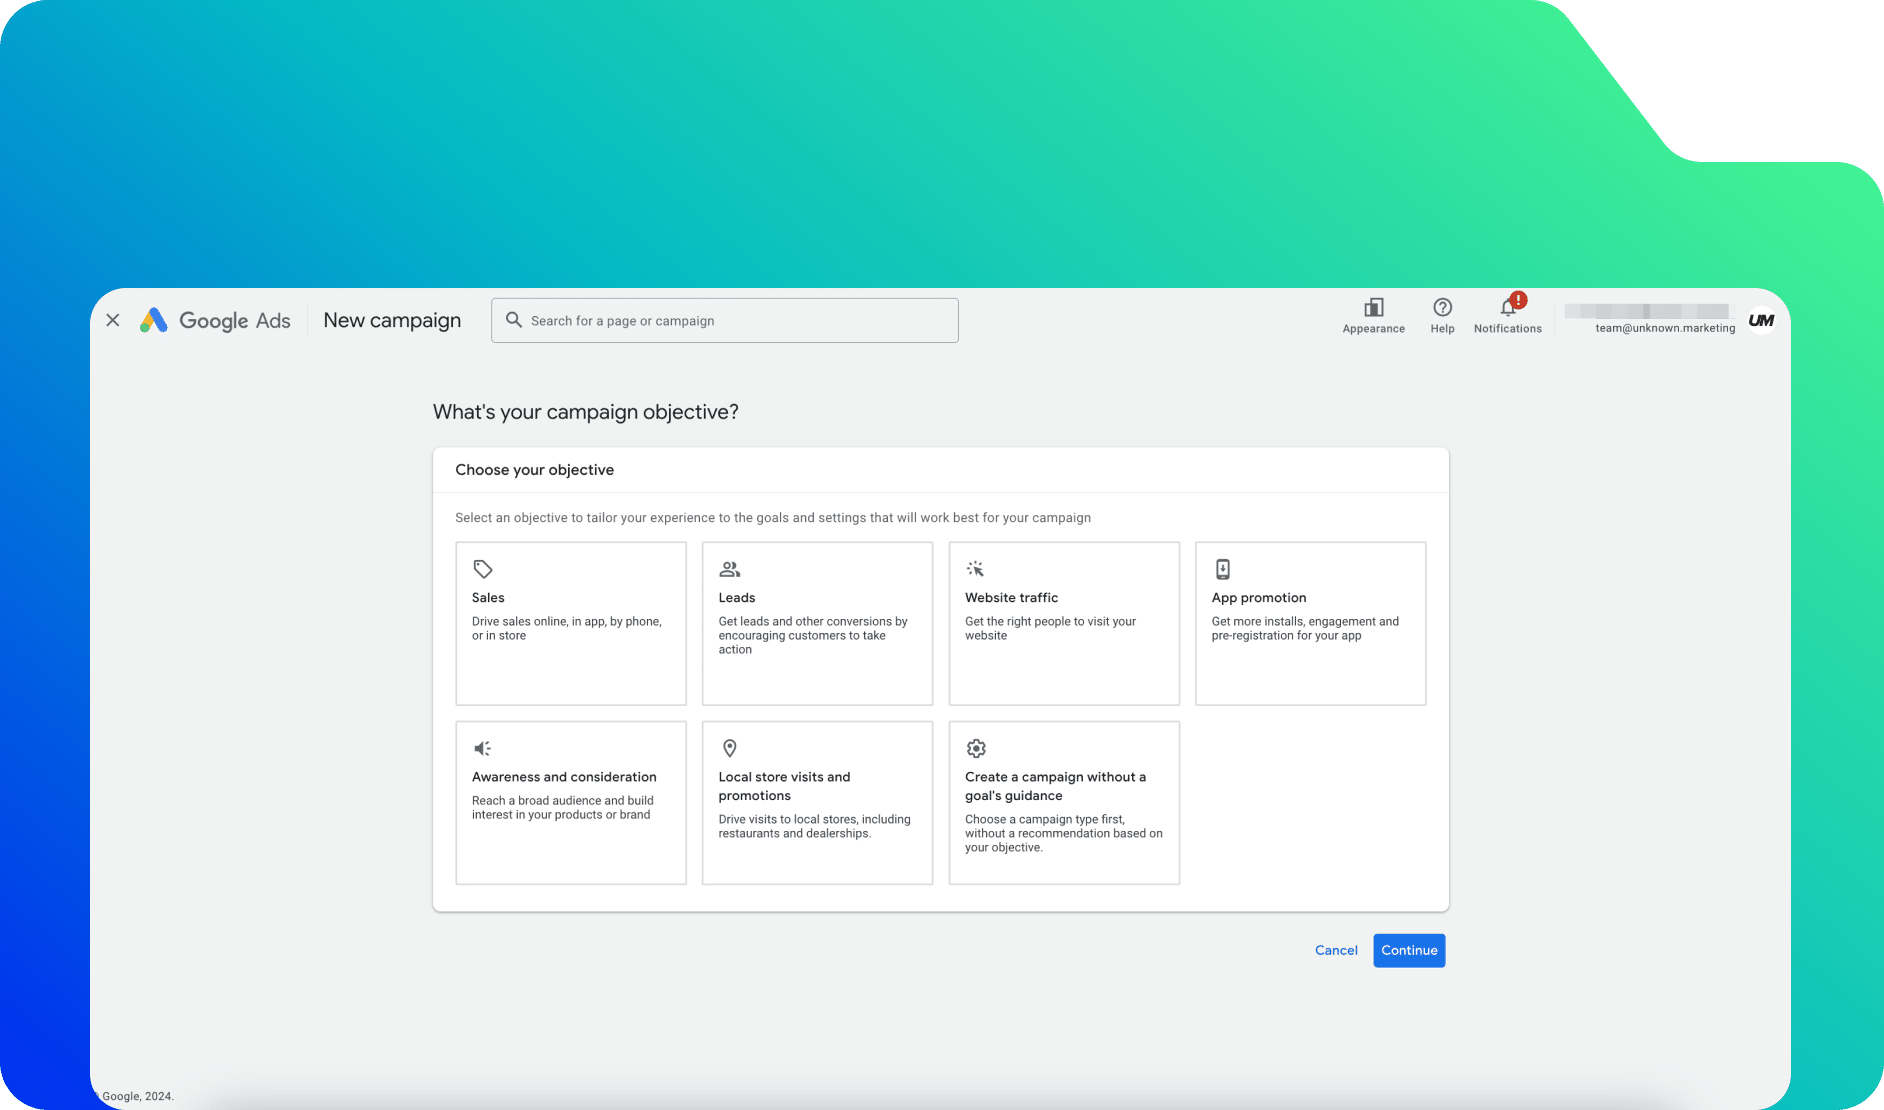 Google Ads
New campaign
Search for a page or campaign
Appearance
Help
!
Notifications
team@unknown.marketing
UM
What's your campaign objective?
Choose your objective
Select an objective to tailor your experience to the goals and settings that will work best for your campaign
Sales
Drive sales online, in app, by phone,
or in store
Leads
Get leads and other conversions by
encouraging customers to take
action
Website traffic
Get the right people to visit your
website
App promotion
Get more installs, engagement and
pre-registration for your app
Awareness and consideration
Reach a broad audience and build
interest in your products or brand
Local store visits and
promotions
Drive visits to local stores, including
restaurants and dealerships.
Create a campaign without a
goal's guidance
Choose a campaign type first,
without a recommendation based on
your objective.
Cancel
Continue
Google, 2024.